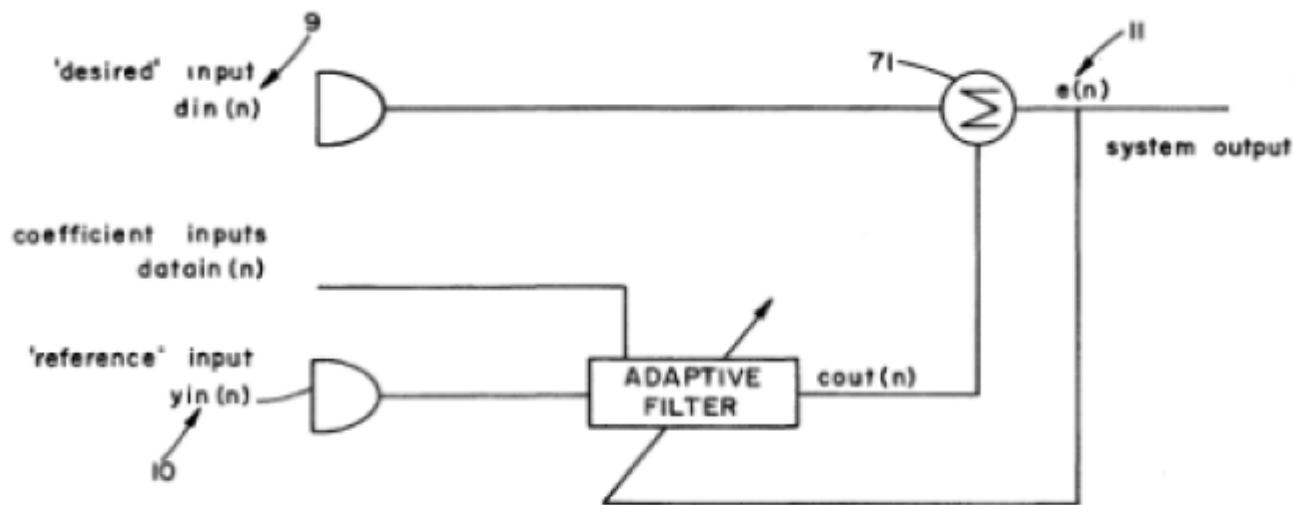 9
11
'desired' input
din(n)
71
Σ
e(n)
system output
coefficient inputs
datain(n)
'reference' input
yin(n)
ADAPTIVE
FILTER
cout(n)
10